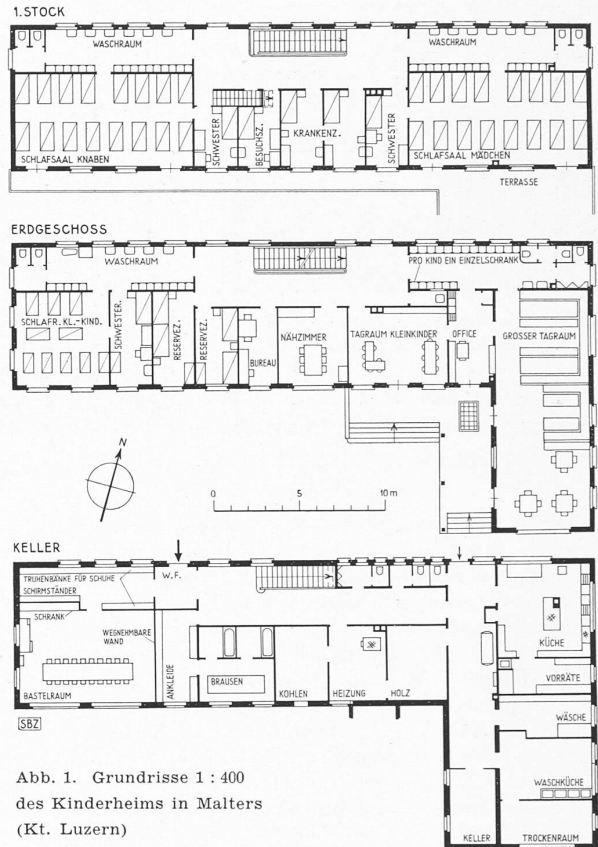 1.STOCK
WASCHRAUM
WASCHRAUM
SCHLAFSAAL KNABEN
SCHWESTER
BESUCHSZ.
KRANKENZ.
SCHWESTER
SCHLAFSAAL MÄDCHEN
TERRASSE
ERDGESCHOSS
WASCHRAUM
PRO KIND EIN EINZELSCHRANK
SCHLAFR. KL.-KIND.
SCHWESTER.
RESERVEZ.
RESERVEZ.
BUREAU
NÄHZIMMER
TAGRAUM KLEINKINDER
OFFICE
GROSSER TAGRAUM
N
0 5 10 m
KELLER
TRUHENBÄNKE FÜR SCHUHE
SCHIRMSTÄNDER
W.F.
SCHRANK
WEGNEHMBARE
WAND
BASTELRAUM
ANKLEIDE
BRAUSEN
KOHLEN
HEIZUNG
HOLZ
KÜCHE
VORRÄTE
WÄSCHE
WASCHKÜCHE
KELLER
TROCKENRAUM
SBZ
Abb. 1. Grundrisse 1 : 400
des Kinderheims in Malters
(Kt. Luzern)